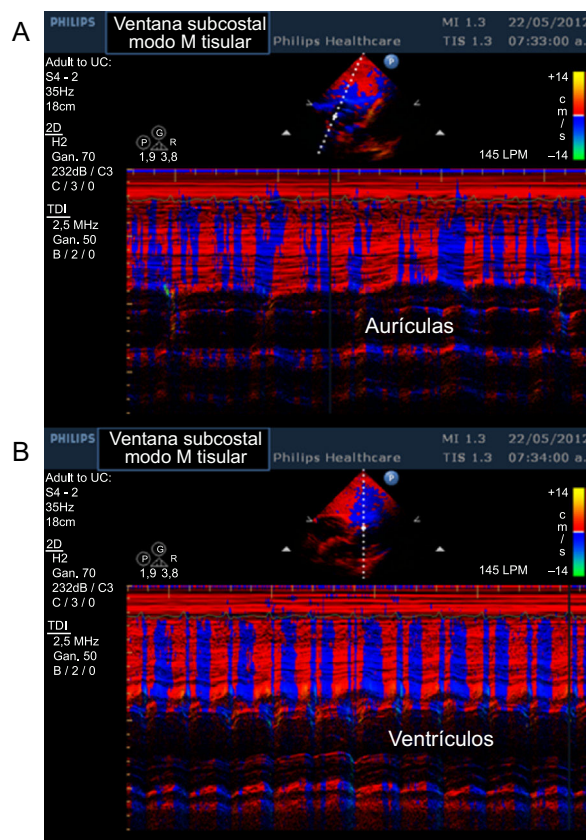 A
PHILIPS
Ventana subcostal
modo M tisular
Philips Healthcare
MI 1.3
22/05/2012
TIS 1.3
07:33:00 a.
Adult to UC:
S4 - 2
35Hz
18cm
2D
H2
Gan. 70
232dB / C3
C / 3 / 0
TDI
2,5 MHz
Gan. 50
B / 2 / 0
G
P R
1,9 3,8
P
145 LPM
+14
c
m
/
s
-14
Aurículas
B
PHILIPS
Ventana subcostal
modo M tisular
Philips Healthcare
MI 1.3
22/05/2012
TIS 1.3
07:34:00 a.
Adult to UC:
S4 - 2
35Hz
18cm
2D
H2
Gan. 70
232dB / C3
C / 3 / 0
TDI
2,5 MHz
Gan. 50
B / 2 / 0
G
P R
1,9 3,8
P
145 LPM
+14
c
m
/
s
-14
Ventrículos